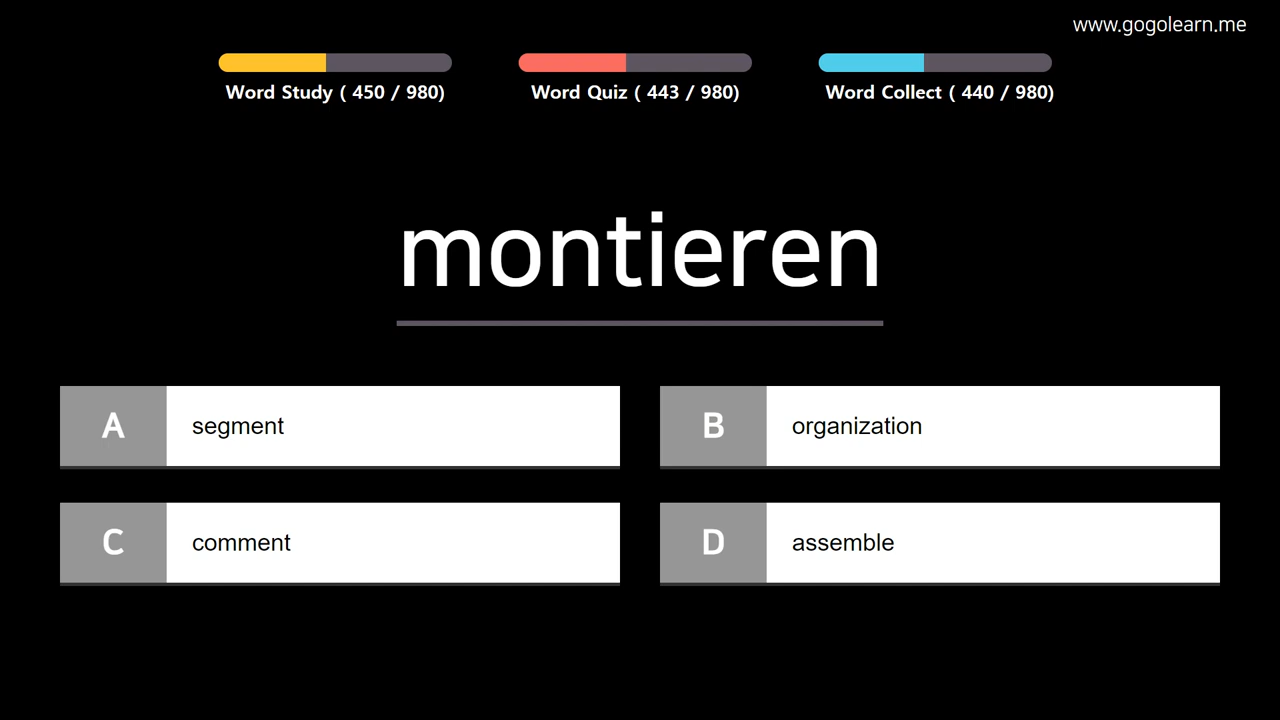 www.gogolearn.me
Word Study ( 450 / 980)
Word Quiz ( 443 / 980)
Word Collect ( 440 / 980)
montieren
A segment
B organization
C comment
D assemble